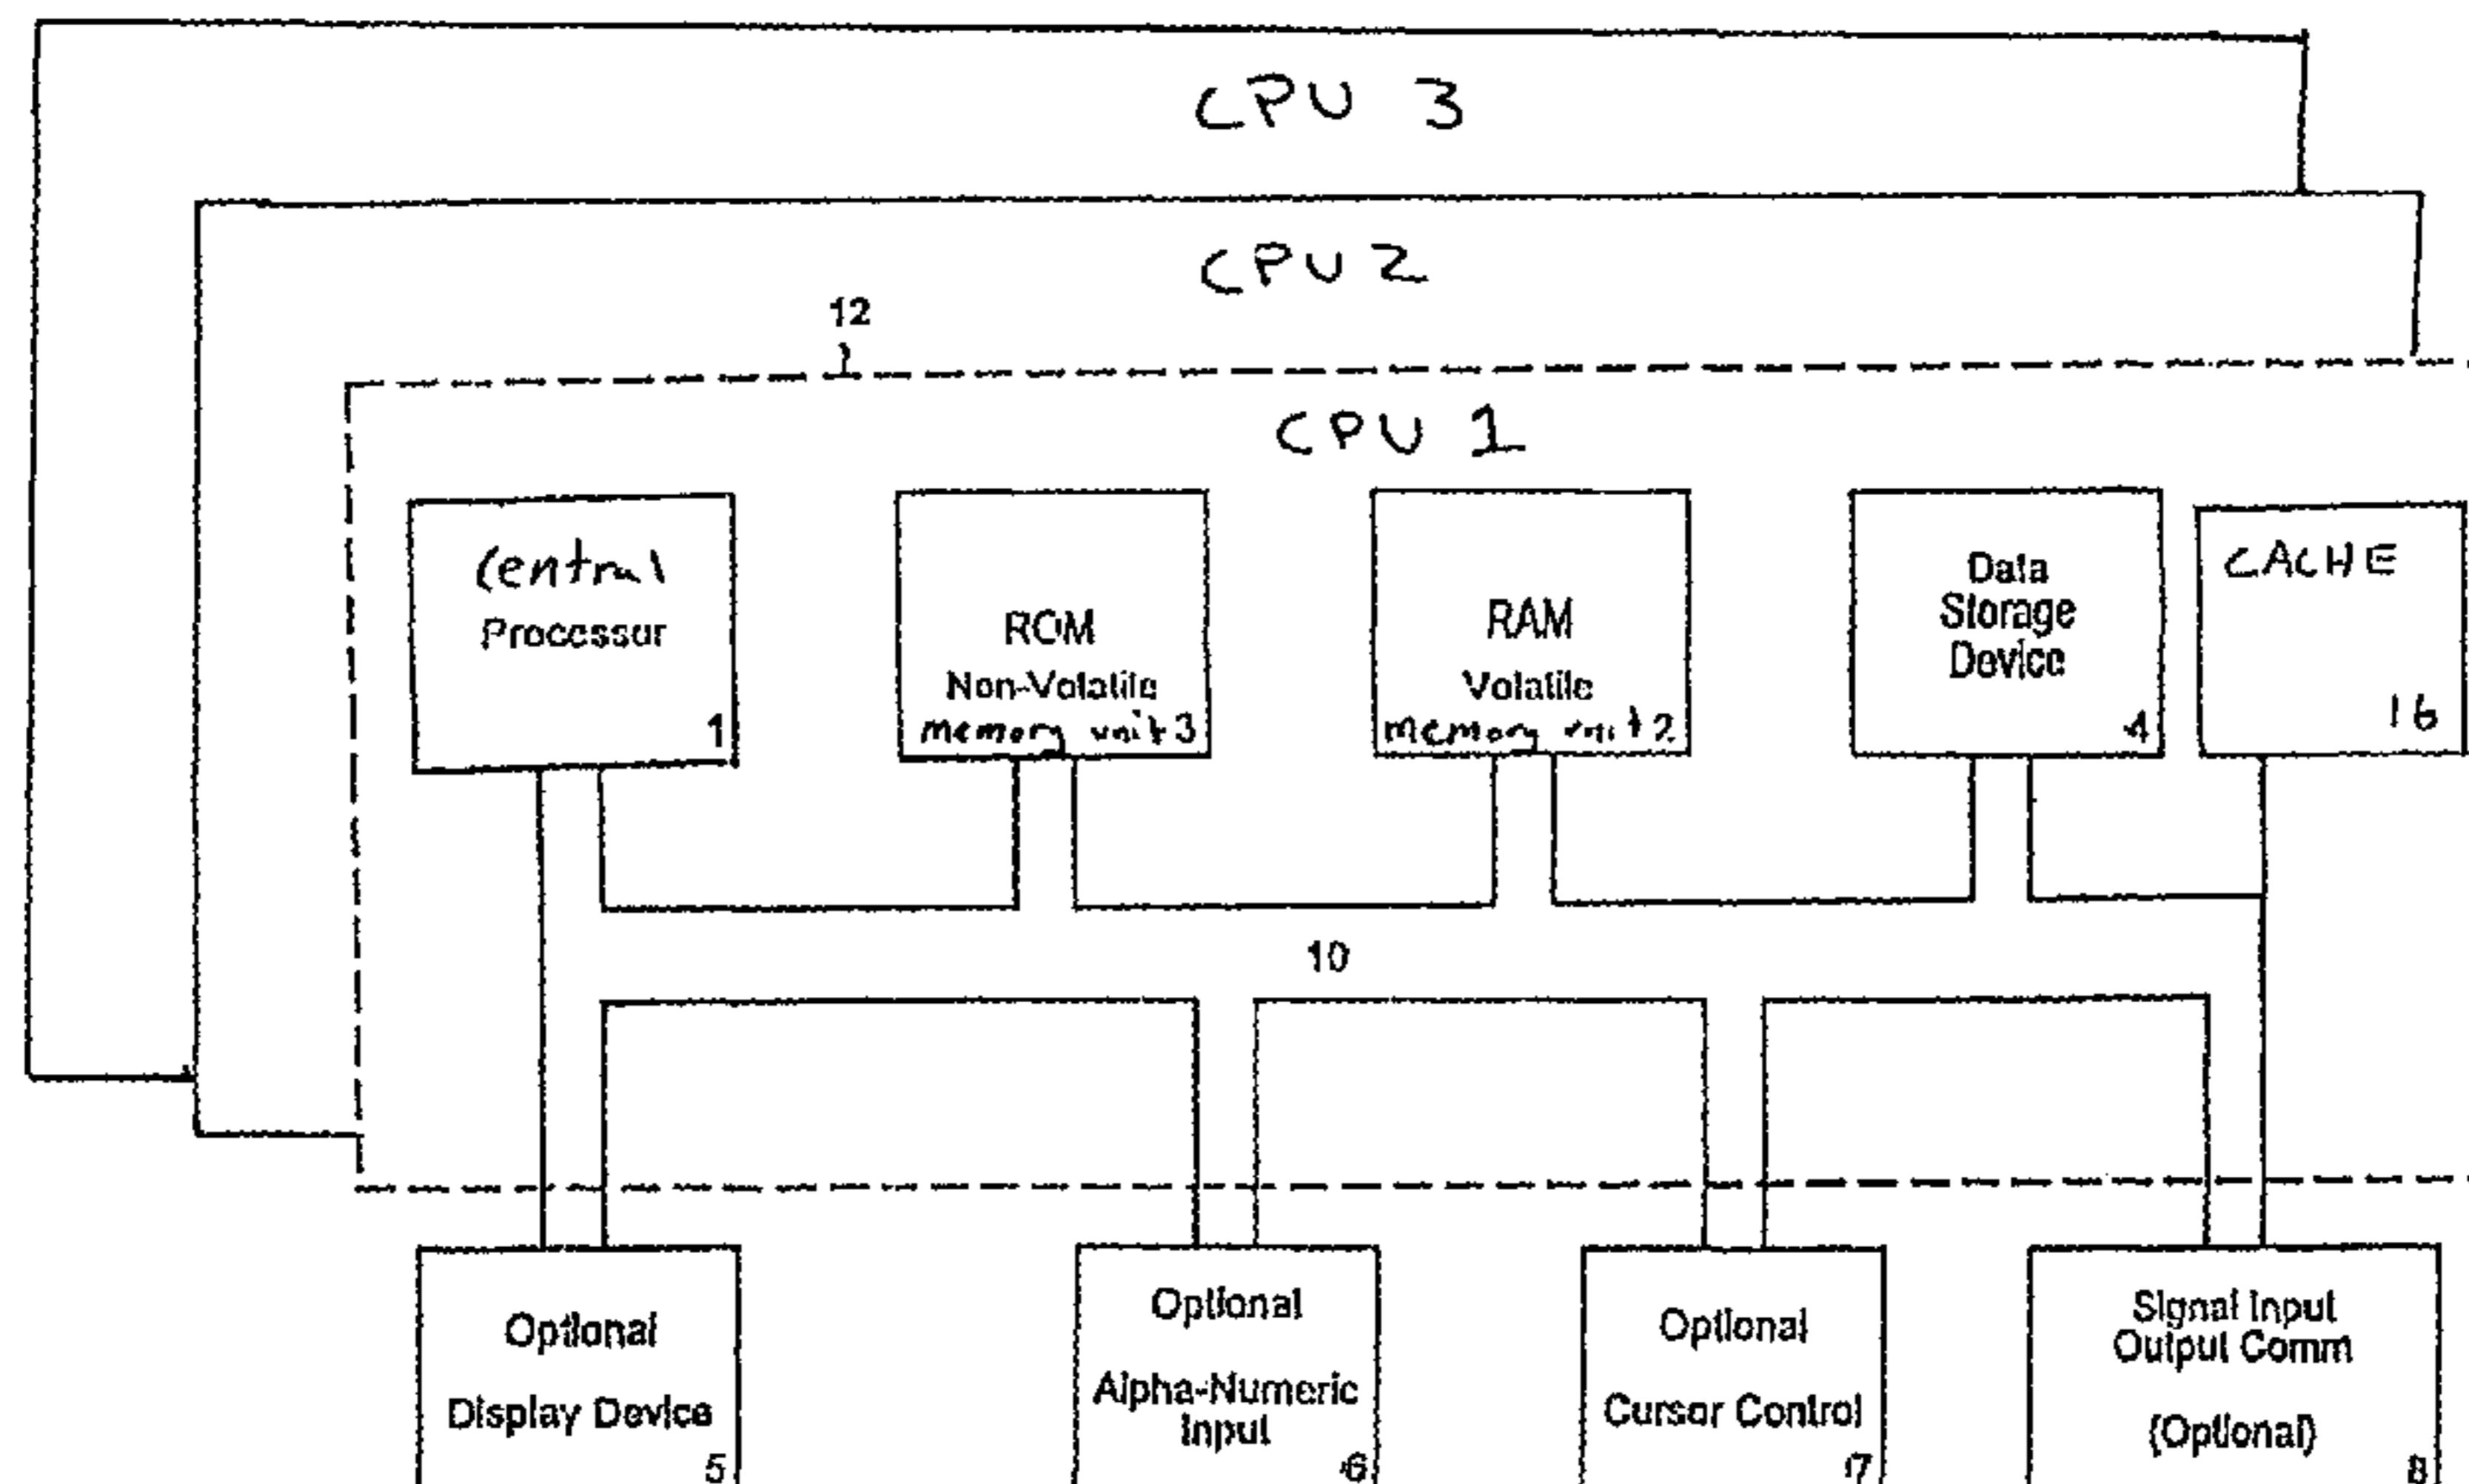 CPU 3
CPU 2
12
CPU 1
Central
Processor
1
ROM
Non-Volatile
memory unit 3
RAM
Volatile
memory unit 2
Data
Storage
Device
4
CACHE
16
10
Optional
Display Device
5
Optional
Alpha-Numeric
Input
6
Optional
Cursor Control
7
Signal Input
Output Comm
(Optional)
8